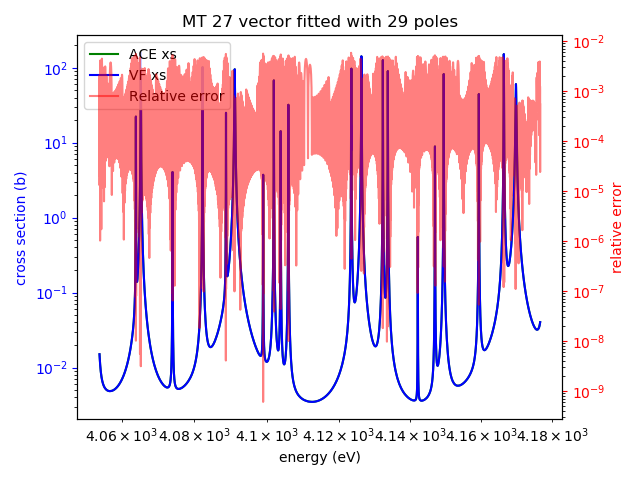 MT 27 vector fitted with 29 poles
ACE xs
VF xs
Relative error
cross section (b)
10²
10¹
10⁰
10⁻¹
10⁻²
10⁻²
10⁻³
10⁻⁴
10⁻⁵
10⁻⁶
10⁻⁷
10⁻⁸
10⁻⁹
relative error
4.06 × 10³ 4.08 × 10³ 4.1 × 10³ 4.12 × 10³ 4.14 × 10³ 4.16 × 10³ 4.18 × 10³
energy (eV)